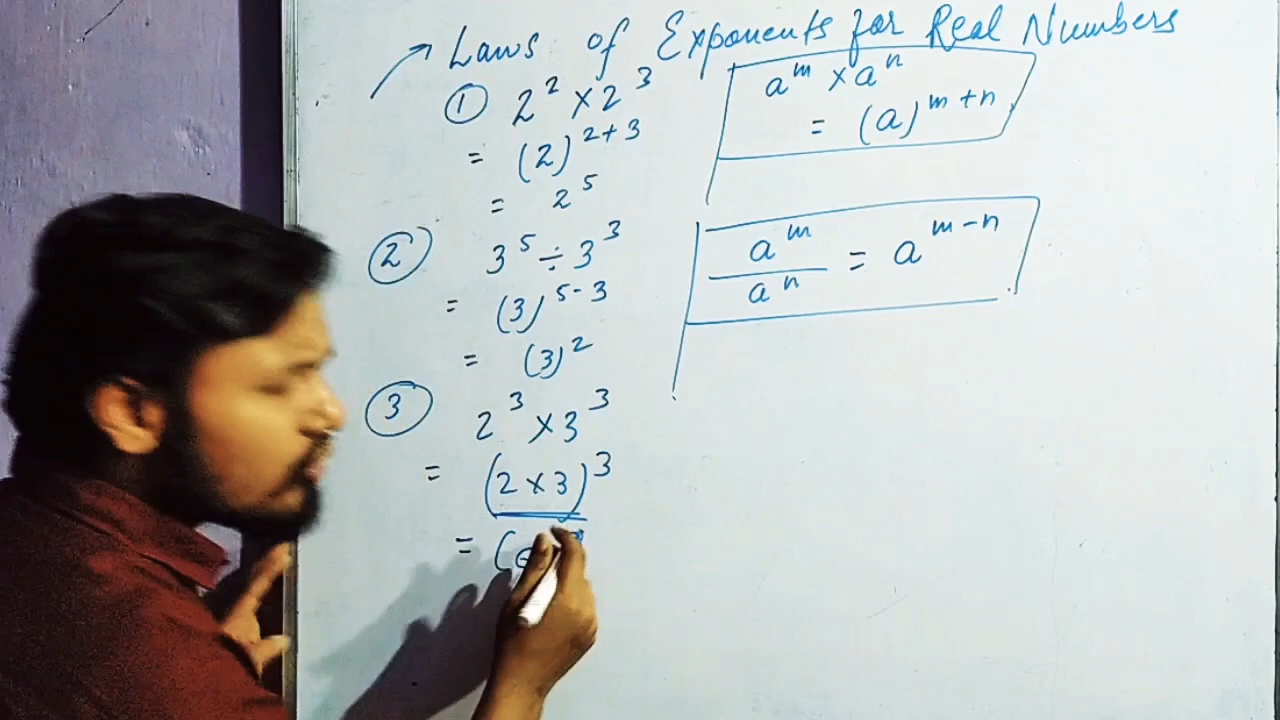 Laws of Exponents for Real Numbers
① 2² × 2³
= (2)²⁺³
= 2⁵
② 3⁵ ÷ 3³
= (3)⁵⁻³
= (3)²
③ 2³ × 3³
= (2 × 3)³
= (
aᵐ × aⁿ
= (a)ᵐ⁺ⁿ
aᵐ
aⁿ
= aᵐ⁻ⁿ